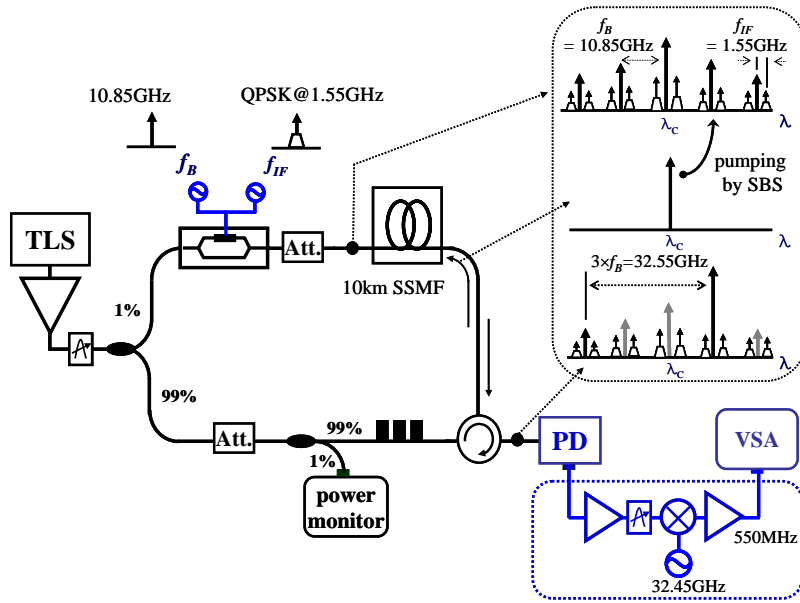 10.85GHz
QPSK@1.55GHz
f_B
f_IF
TLS
1%
99%
Att.
10km SSMF
Att.
99%
1%
power
monitor
PD
VSA
550MHz
32.45GHz
f_B
= 10.85GHz
f_IF
= 1.55GHz
λ_C
λ
pumping
by SBS
λ_C
λ
3×f_B=32.55GHz
λ_C
λ